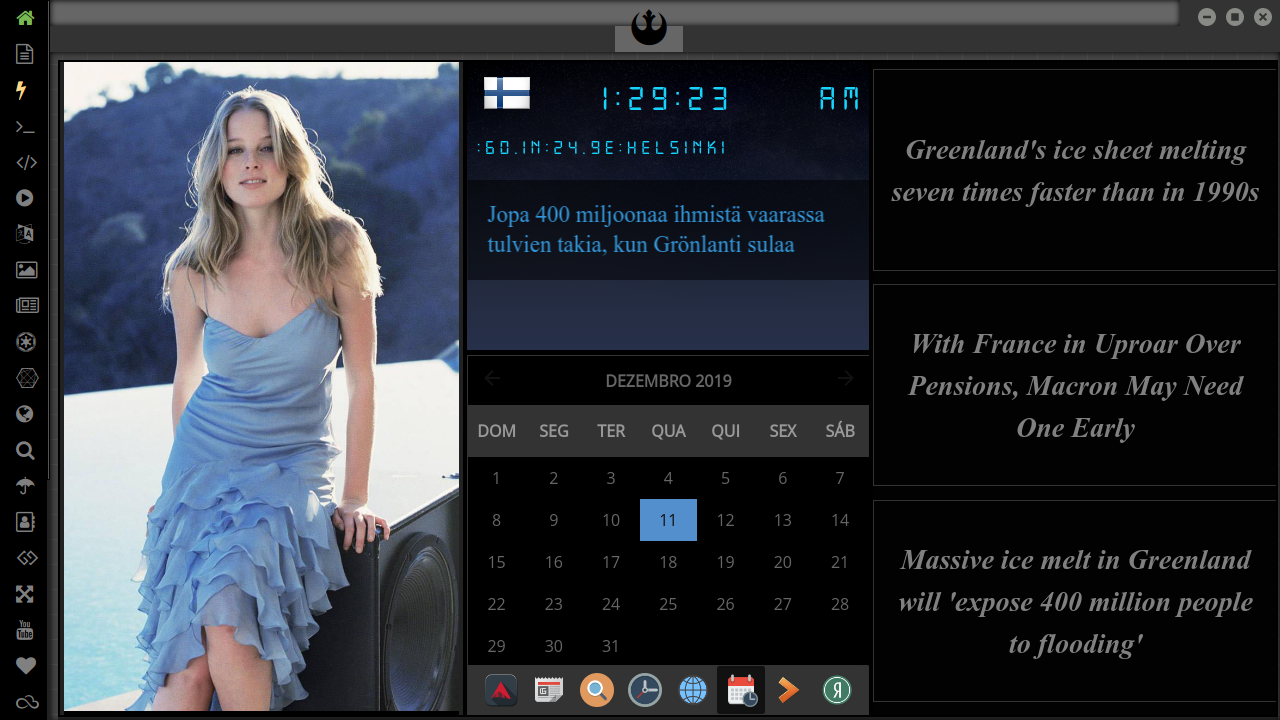 1:29:23 AM
:60.1N:24.9E:HELSINKI
Jopa 400 miljoonaa ihmistä vaarassa
tulvien takia, kun Grönlanti sulaa
DEZEMBRO 2019
DOM SEG TER QUA QUI SEX SÁB
1 2 3 4 5 6 7
8 9 10 11 12 13 14
15 16 17 18 19 20 21
22 23 24 25 26 27 28
29 30 31
Greenland's ice sheet melting
seven times faster than in 1990s
With France in Uproar Over
Pensions, Macron May Need
One Early
Massive ice melt in Greenland
will 'expose 400 million people
to flooding'
You
Tube
Я